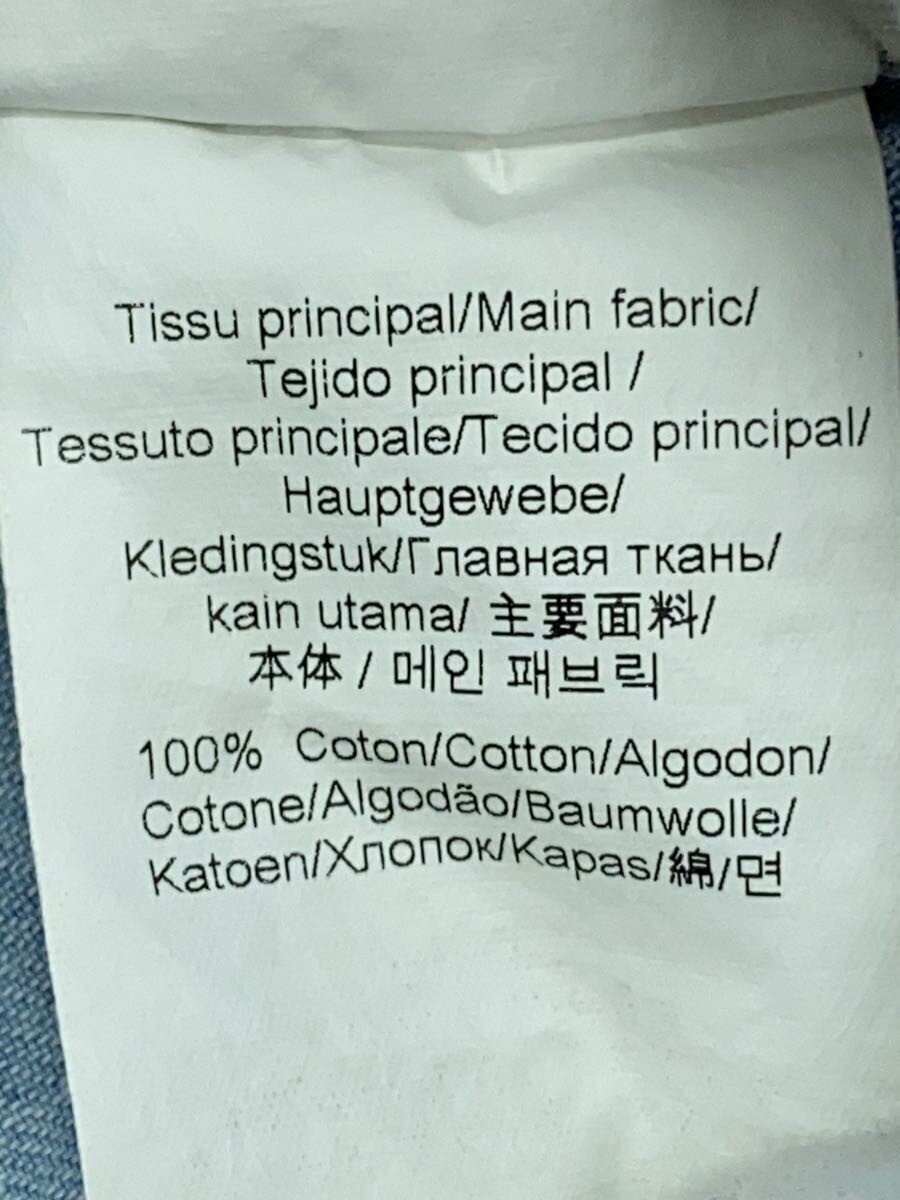 Tissu principal/Main fabric/
Tejido principal /
Tessuto principale/Tecido principal/
Hauptgewebe/
Kledingstuk/Главная ткань/
kain utama/ 主要面料/
本体 / 메인 패브릭
100% Coton/Cotton/Algodon/
Cotone/Algodão/Baumwolle/
Katoen/Хлопок/Kapas/綿/면